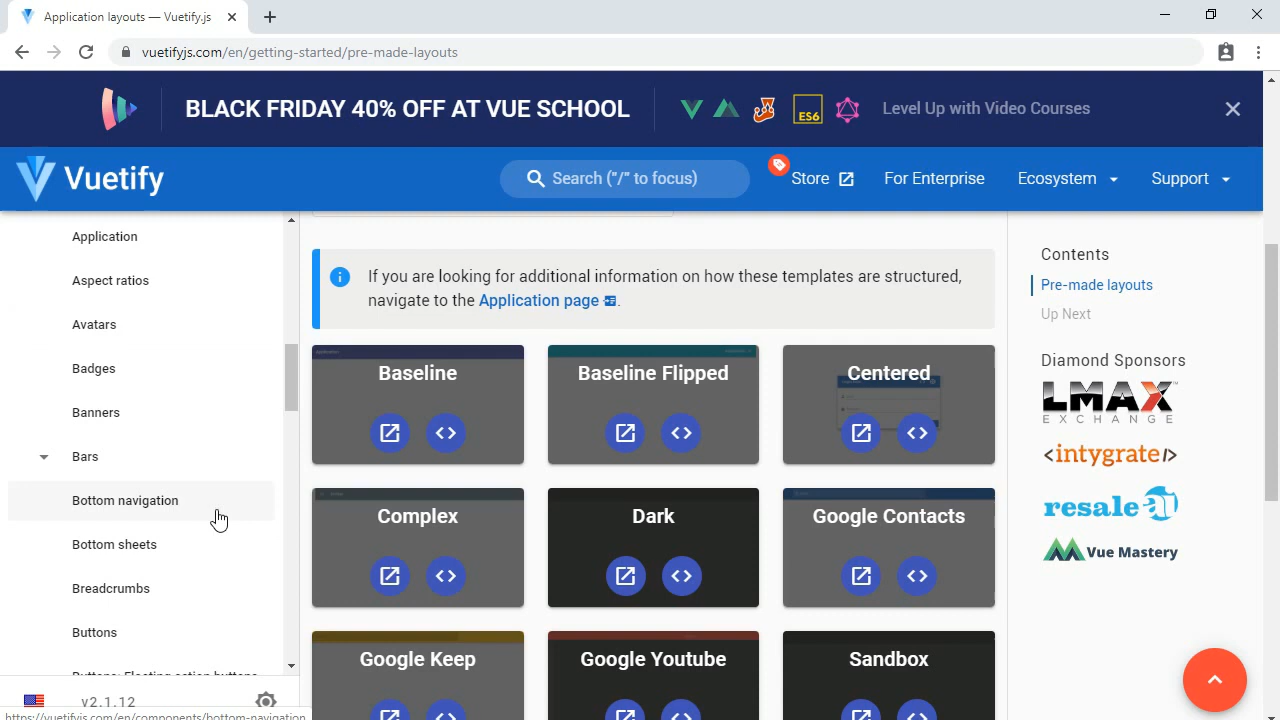 Application layouts — Vuetify.js
vuetifyjs.com/en/getting-started/pre-made-layouts
BLACK FRIDAY 40% OFF AT VUE SCHOOL
ES6
Level Up with Video Courses
Vuetify
Search ("/" to focus)
Store
For Enterprise
Ecosystem
Support
Application
Aspect ratios
Avatars
Badges
Banners
Bars
Bottom navigation
Bottom sheets
Breadcrumbs
Buttons
Buttons: Floating action buttons
v2.1.12
https://vuetifyjs.com/en/components/bottom-navigation
If you are looking for additional information on how these templates are structured,
navigate to the Application page.
Baseline
Baseline Flipped
Centered
Complex
Dark
Google Contacts
Google Keep
Google Youtube
Sandbox
Contents
Pre-made layouts
Up Next
Diamond Sponsors
LMAX
EXCHANGE
<intygrate/>
resale ai
Vue Mastery